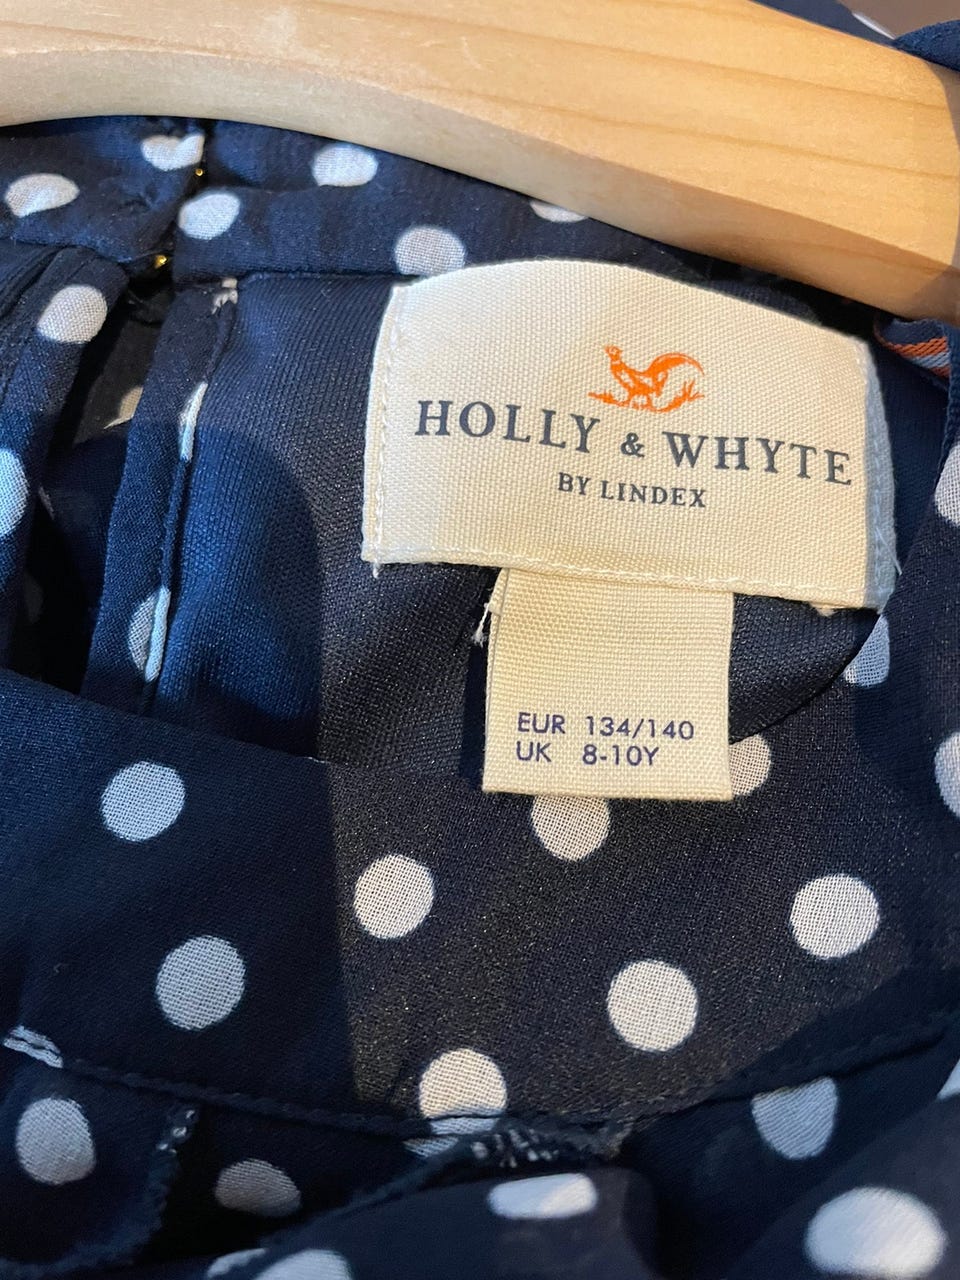 HOLLY & WHYTE
BY LINDEX
EUR 134/140
UK 8-10Y